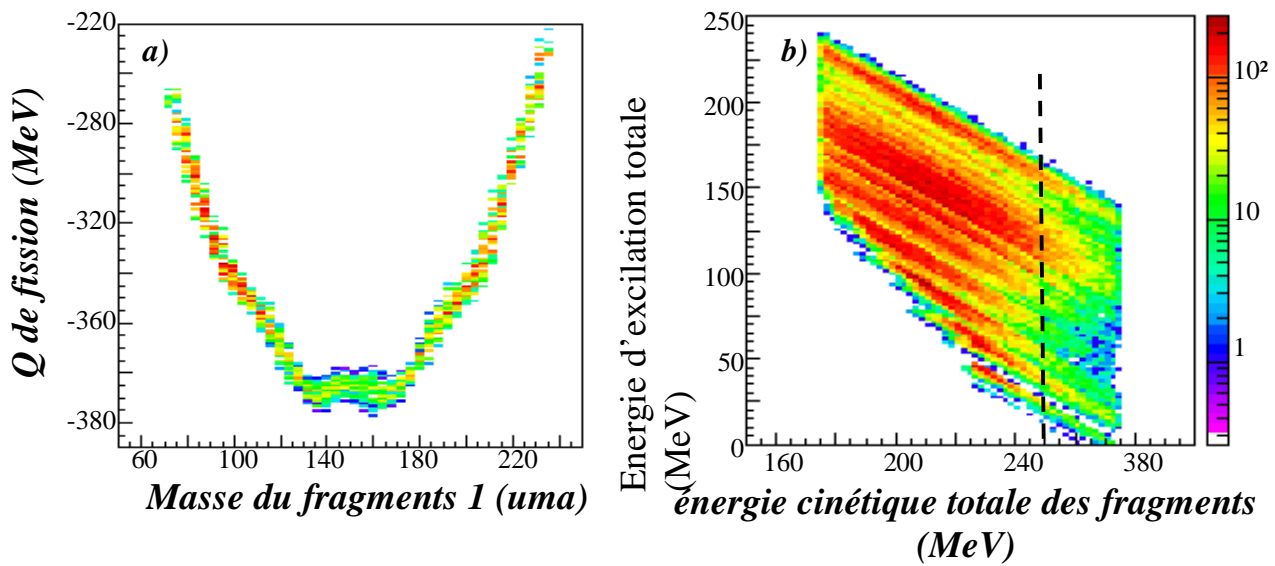 a)
Q de fission (MeV)
-220
-280
-320
-360
-380
60 100 140 180 220
Masse du fragments 1 (uma)
b)
Energie d'excilation totale
(MeV)
250
200
150
100
50
0
160 200 240 380
énergie cinétique totale des fragments
(MeV)
10²
10
1